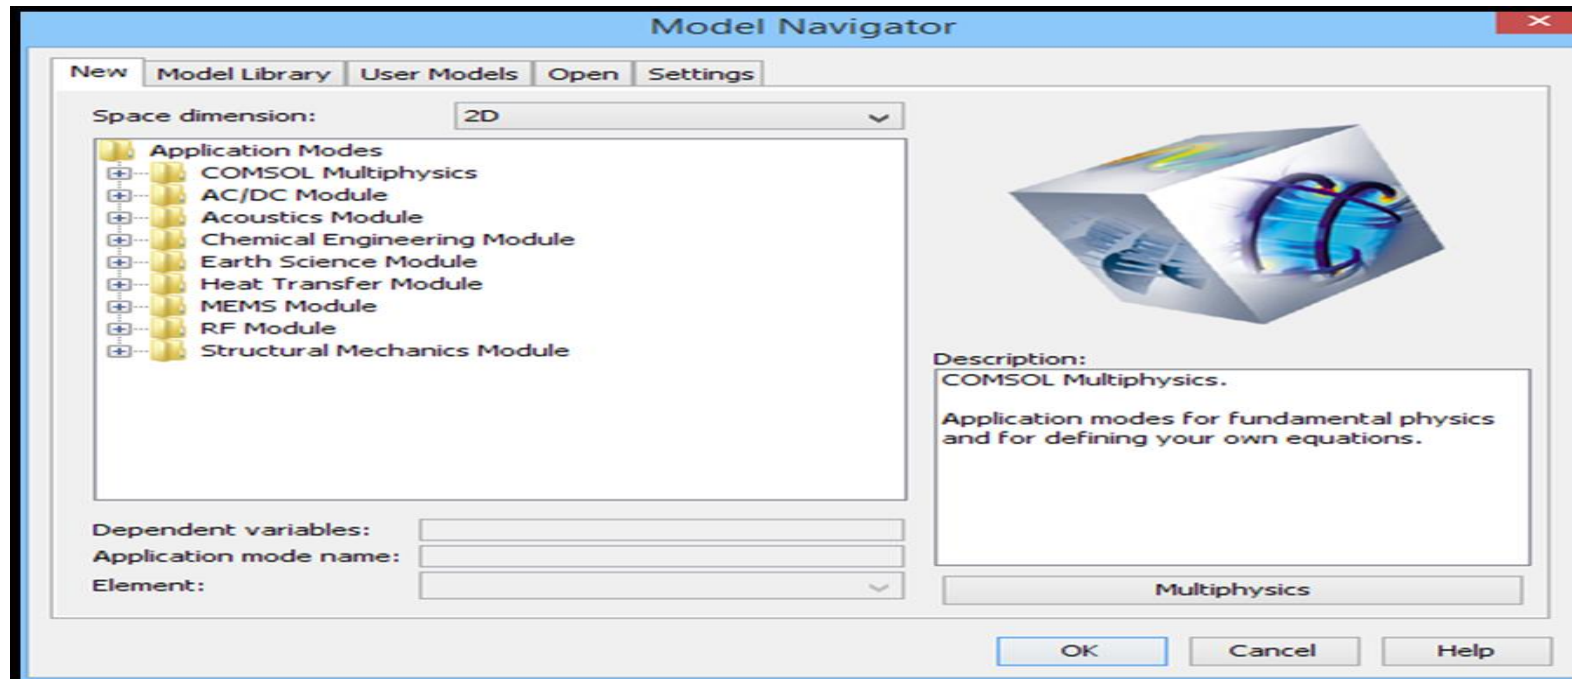 Model Navigator
New Model Library User Models Open Settings
Space dimension: 2D
Application Modes
COMSOL Multiphysics
AC/DC Module
Acoustics Module
Chemical Engineering Module
Earth Science Module
Heat Transfer Module
MEMS Module
RF Module
Structural Mechanics Module
Dependent variables:
Application mode name:
Element:
Description:
COMSOL Multiphysics.
Application modes for fundamental physics
and for defining your own equations.
Multiphysics
OK Cancel Help